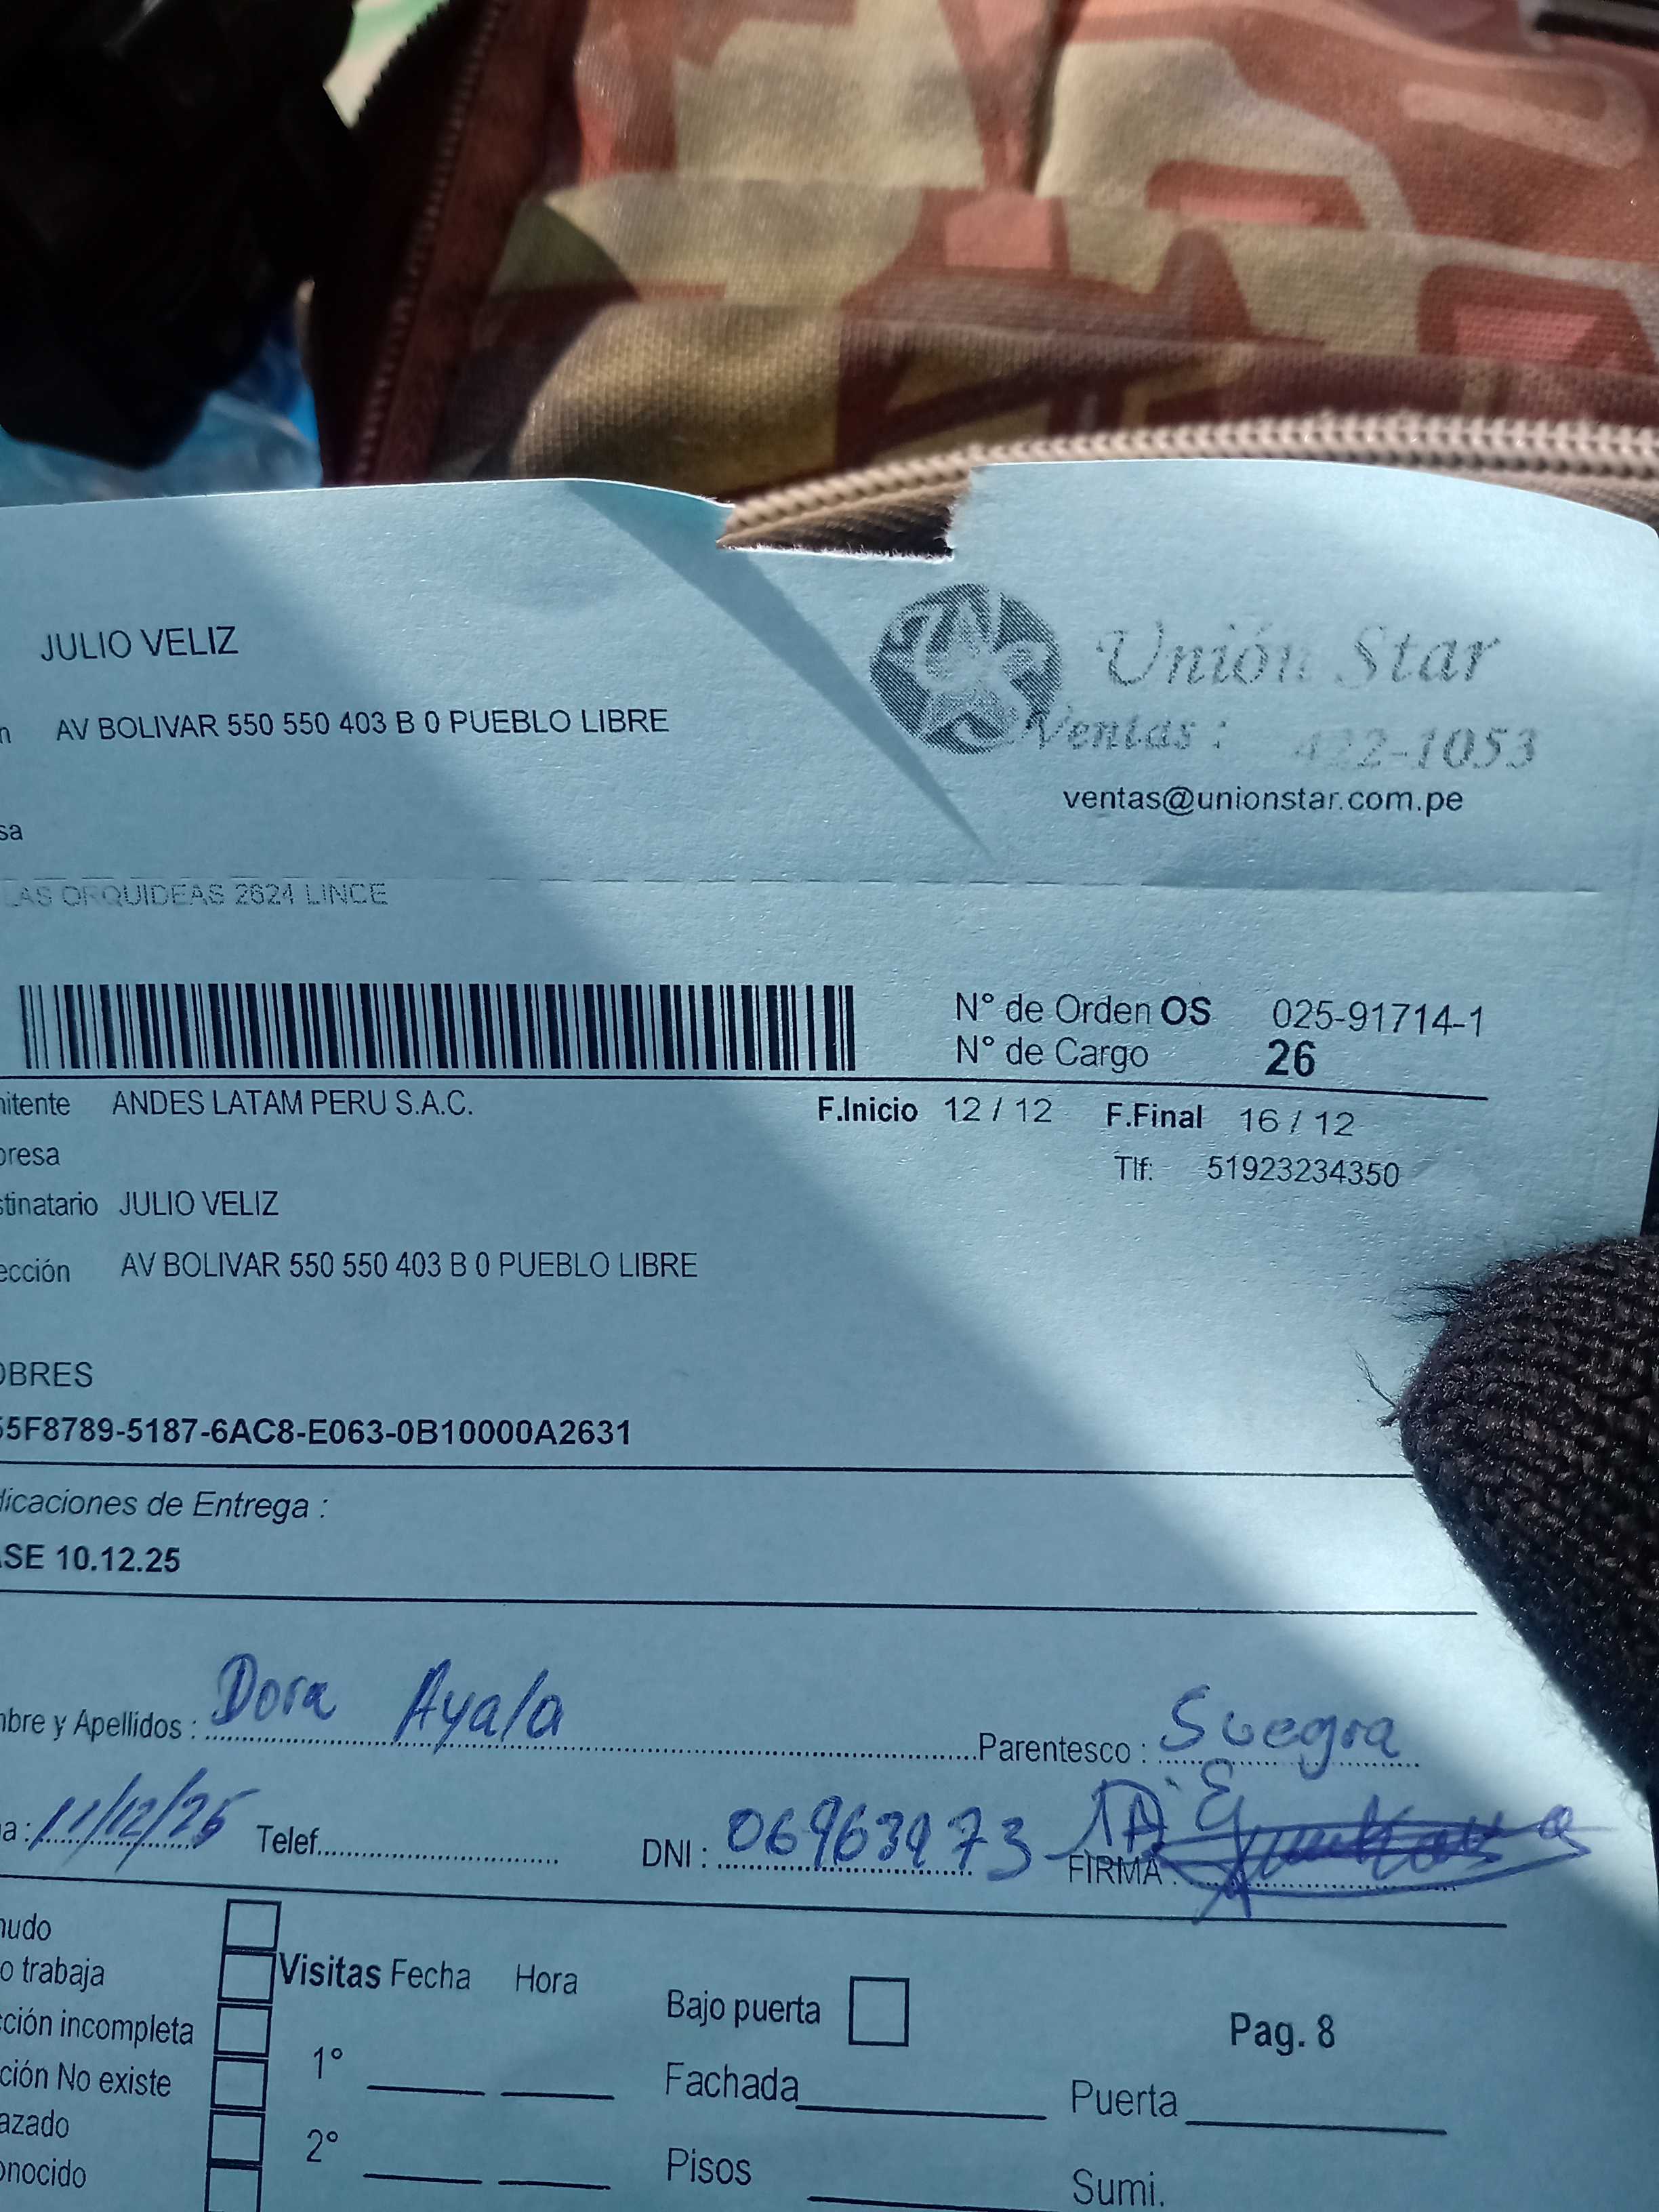 JULIO VELIZ
Unión Star
n AV BOLIVAR 550 550 403 B 0 PUEBLO LIBRE
Ventas : 422-1053
ventas@unionstar.com.pe
sa
LAS ORQUIDEAS 2624 LINCE
N° de Orden OS 025-91714-1
N° de Cargo 26
mitente ANDES LATAM PERU S.A.C.
F.Inicio 12 / 12 F.Final 16 / 12
presa
Tlf: 51923234350
stinatario JULIO VELIZ
ección AV BOLIVAR 550 550 403 B 0 PUEBLO LIBRE
OBRES
55F8789-5187-6AC8-E063-0B10000A2631
dicaciones de Entrega :
ASE 10.12.25
mbre y Apellidos : Dora Ayala Parentesco : Suegra
a : 11/12/25 Telef. DNI : FIRMA :
nudo
o trabaja Visitas Fecha Hora
Bajo puerta
cción incompleta
Pag. 8
1°
ción No existe
Fachada Puerta
azado
2°
onocido
Pisos Sumi.